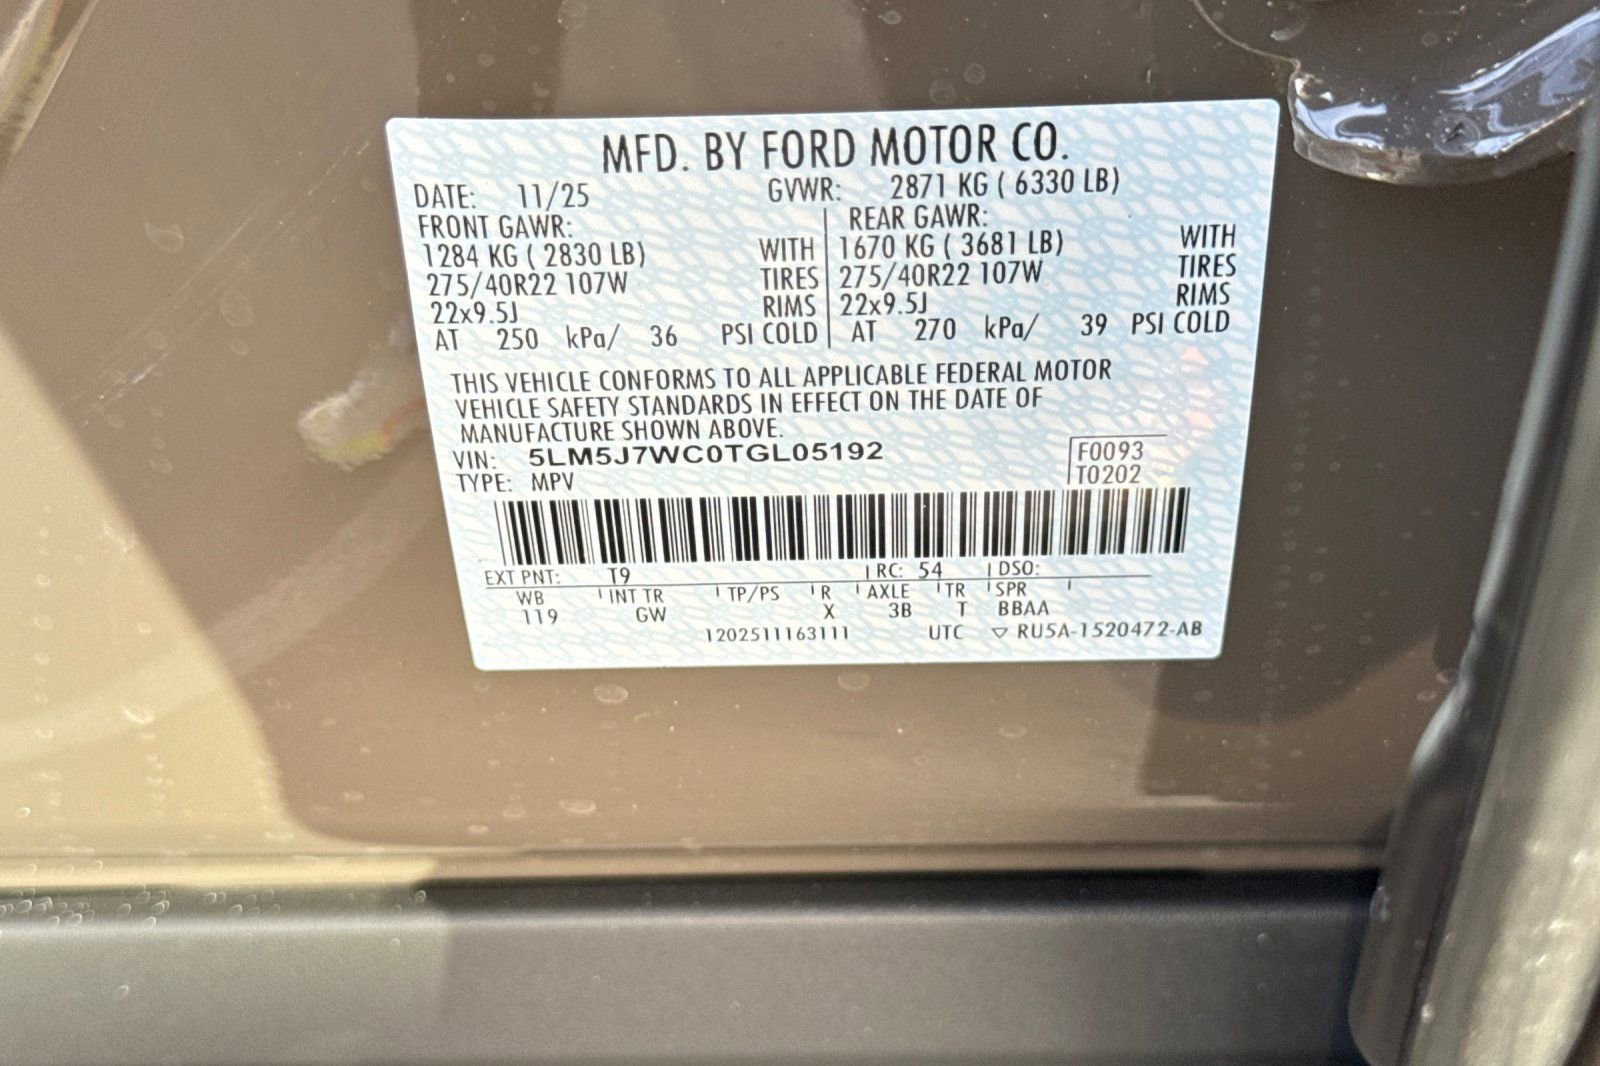 MFD. BY FORD MOTOR CO.
DATE: 11/25 GVWR: 2871 KG ( 6330 LB)
FRONT GAWR: REAR GAWR:
1284 KG ( 2830 LB) WITH 1670 KG ( 3681 LB) WITH
275/40R22 107W TIRES 275/40R22 107W TIRES
22x9.5J RIMS 22x9.5J RIMS
AT 250 kPa/ 36 PSI COLD AT 270 kPa/ 39 PSI COLD
THIS VEHICLE CONFORMS TO ALL APPLICABLE FEDERAL MOTOR
VEHICLE SAFETY STANDARDS IN EFFECT ON THE DATE OF
MANUFACTURE SHOWN ABOVE.
VIN: 5LM5J7WC0TGL05192 F0093
TYPE: MPV T0202
EXT PNT: T9 RC: 54 DSO:
WB INT TR TP/PS R AXLE TR SPR
119 GW X 3B T BBAA
1202511163111 UTC ▽ RU5A-1520472-AB